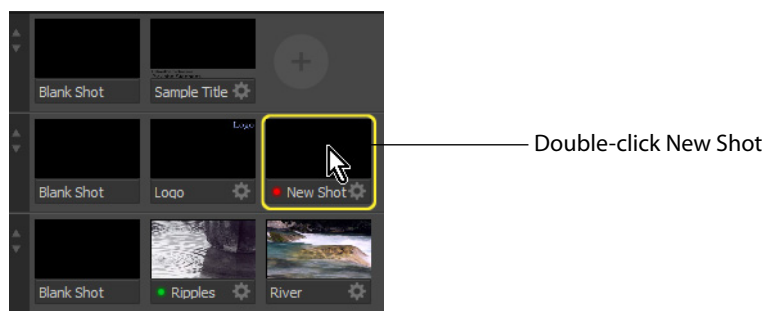 Blank Shot
Sample Title
Logo
Double-click New Shot
Blank Shot
Logo
New Shot
Blank Shot
Ripples
River